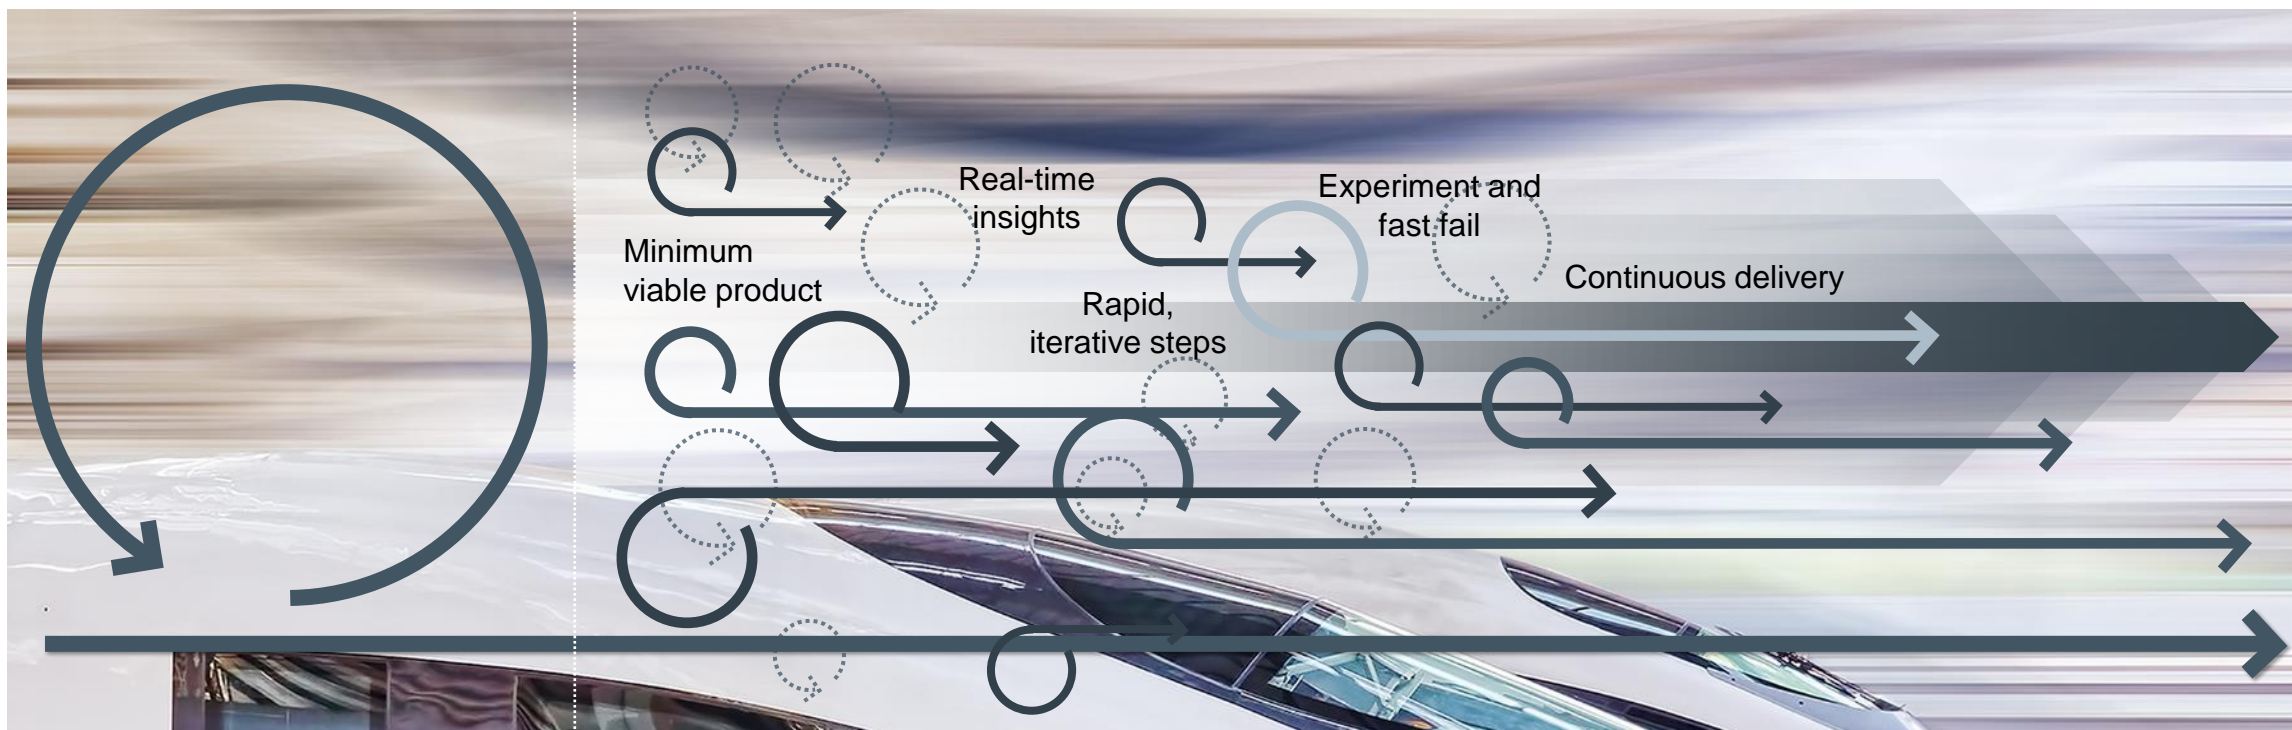 Real-time
insights
Experiment and
fast fail
Minimum
viable product
Continuous delivery
Rapid,
iterative steps